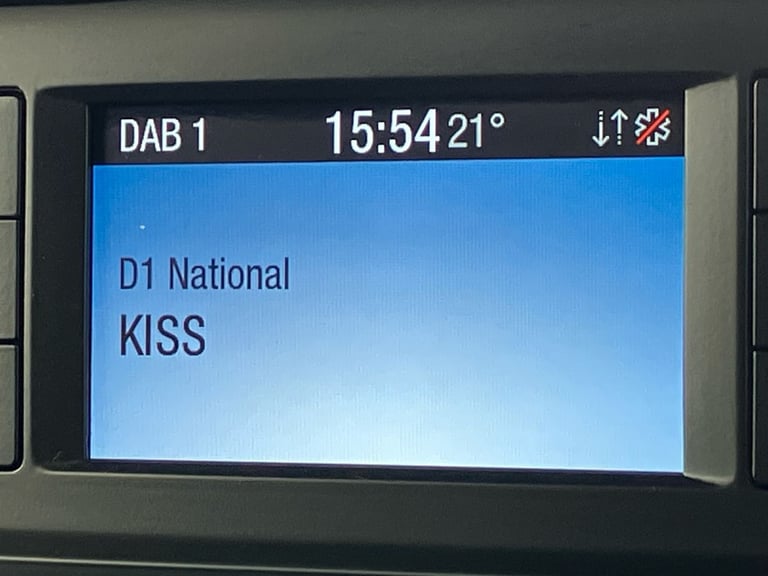 DAB 1 15:54 21°
D1 National
KISS